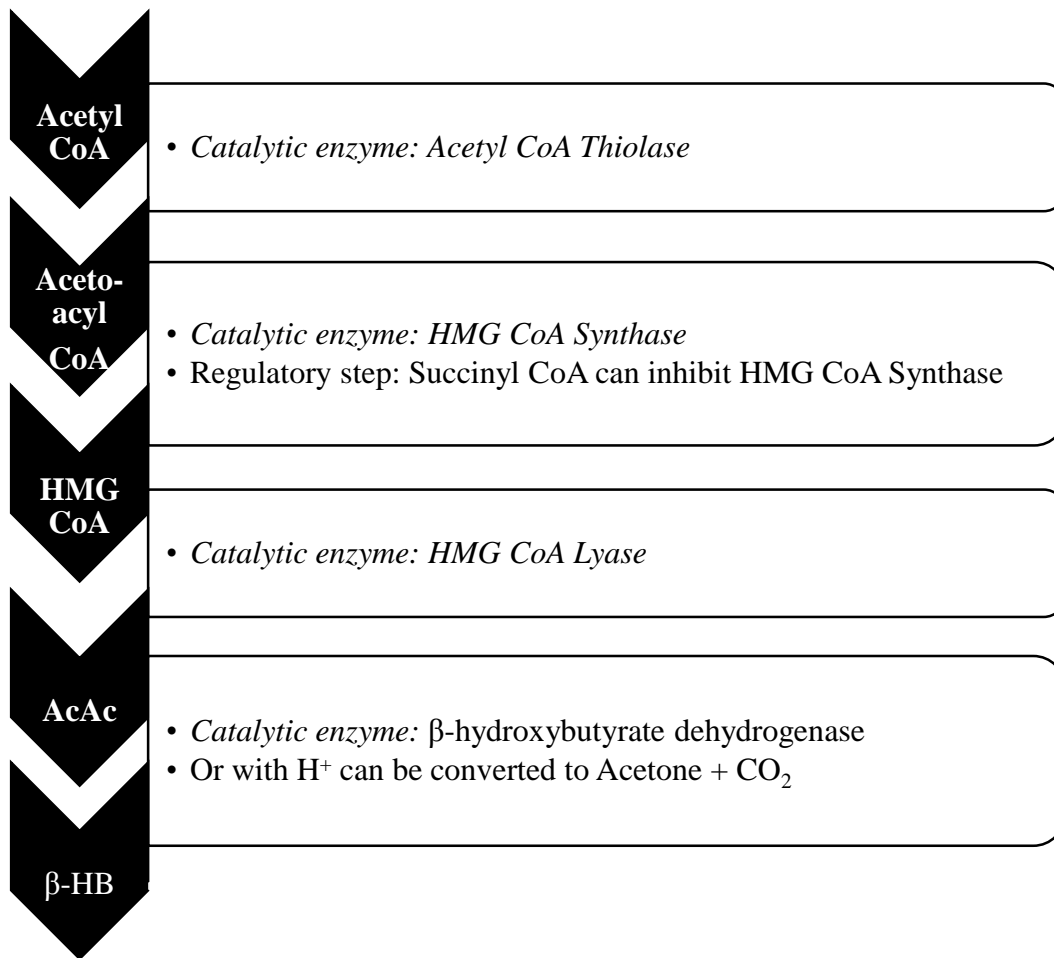 Acetyl
CoA
• Catalytic enzyme: Acetyl CoA Thiolase
Aceto-
acyl
CoA
• Catalytic enzyme: HMG CoA Synthase
• Regulatory step: Succinyl CoA can inhibit HMG CoA Synthase
HMG
CoA
• Catalytic enzyme: HMG CoA Lyase
AcAc
• Catalytic enzyme: β-hydroxybutyrate dehydrogenase
• Or with H⁺ can be converted to Acetone + CO₂
β-HB